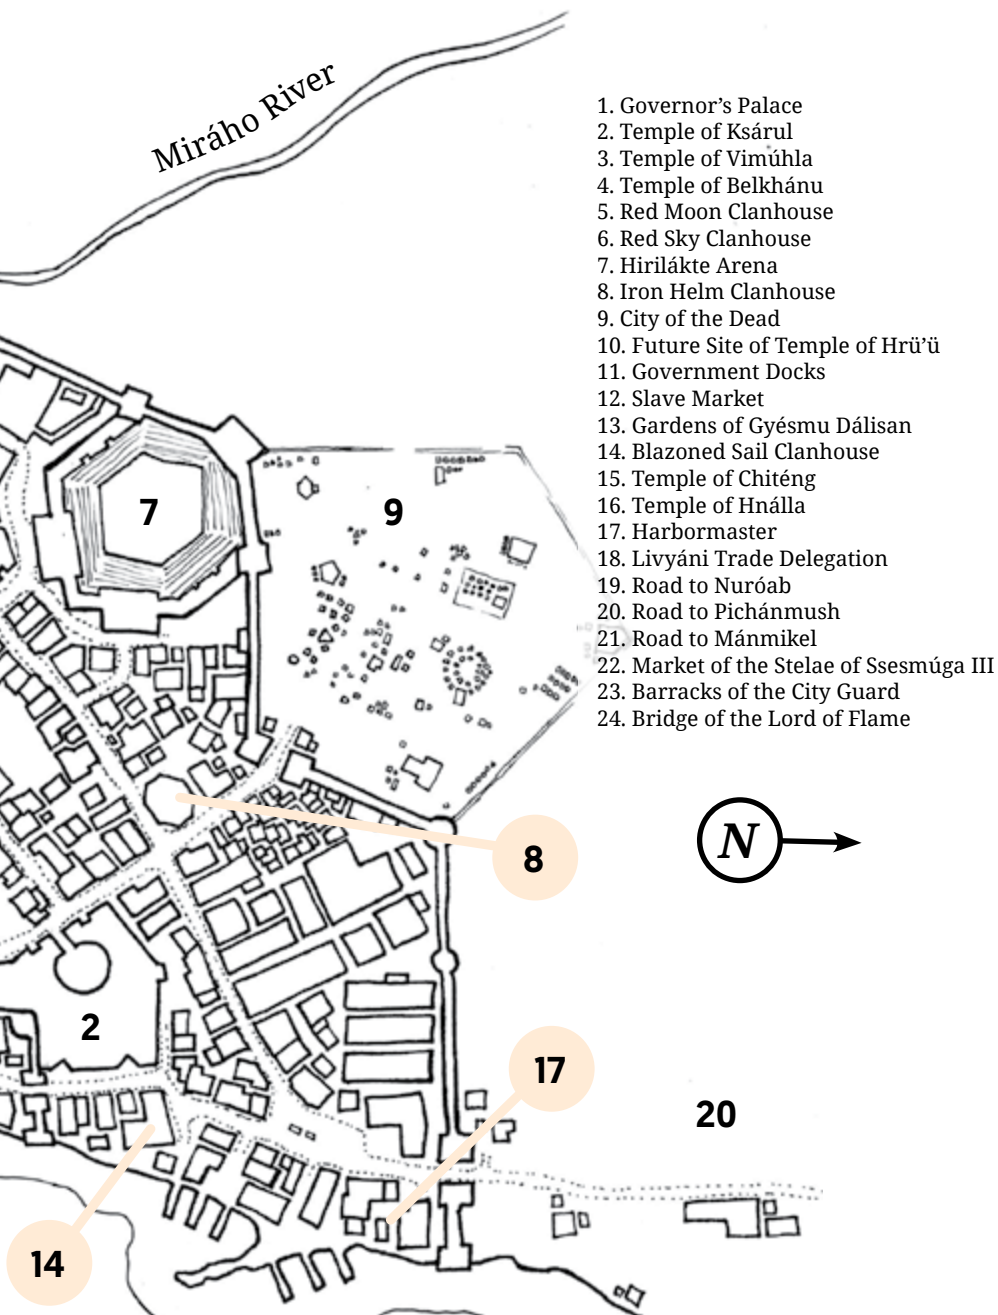 Miráho River
1. Governor’s Palace
2. Temple of Ksárul
3. Temple of Vimúhla
4. Temple of Belkhánu
5. Red Moon Clanhouse
6. Red Sky Clanhouse
7. Hirilákte Arena
8. Iron Helm Clanhouse
9. City of the Dead
10. Future Site of Temple of Hrü’ü
11. Government Docks
12. Slave Market
13. Gardens of Gyésmu Dálisan
14. Blazoned Sail Clanhouse
15. Temple of Chiténg
16. Temple of Hnálla
17. Harbormaster
18. Livyáni Trade Delegation
19. Road to Nuróab
20. Road to Pichánmush
21. Road to Mánmikel
22. Market of the Stelae of Ssesmúga III
23. Barracks of the City Guard
24. Bridge of the Lord of Flame
7
9
N
8
2
17
20
14